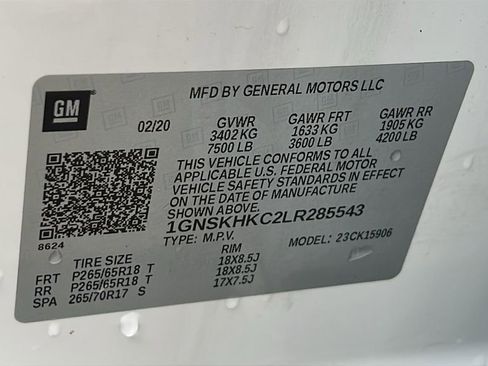 MFD BY GENERAL MOTORS LLC
GM
02/20 GVWR GAWR FRT GAWR RR
3402 KG 1633 KG 1905 KG
7500 LB 3600 LB 4200 LB
THIS VEHICLE CONFORMS TO ALL
APPLICABLE U.S. FEDERAL MOTOR
VEHICLE SAFETY STANDARDS IN EFFECT
ON THE DATE OF MANUFACTURE
SHOWN ABOVE.
1GNSKHKC2LR285543
8624
TYPE: M.P.V. MODEL: 23CK15906
TIRE SIZE RIM
FRT P265/65R18 T 18X8.5J
RR P265/65R18 T 18X8.5J
SPA 265/70R17 S 17X7.5J